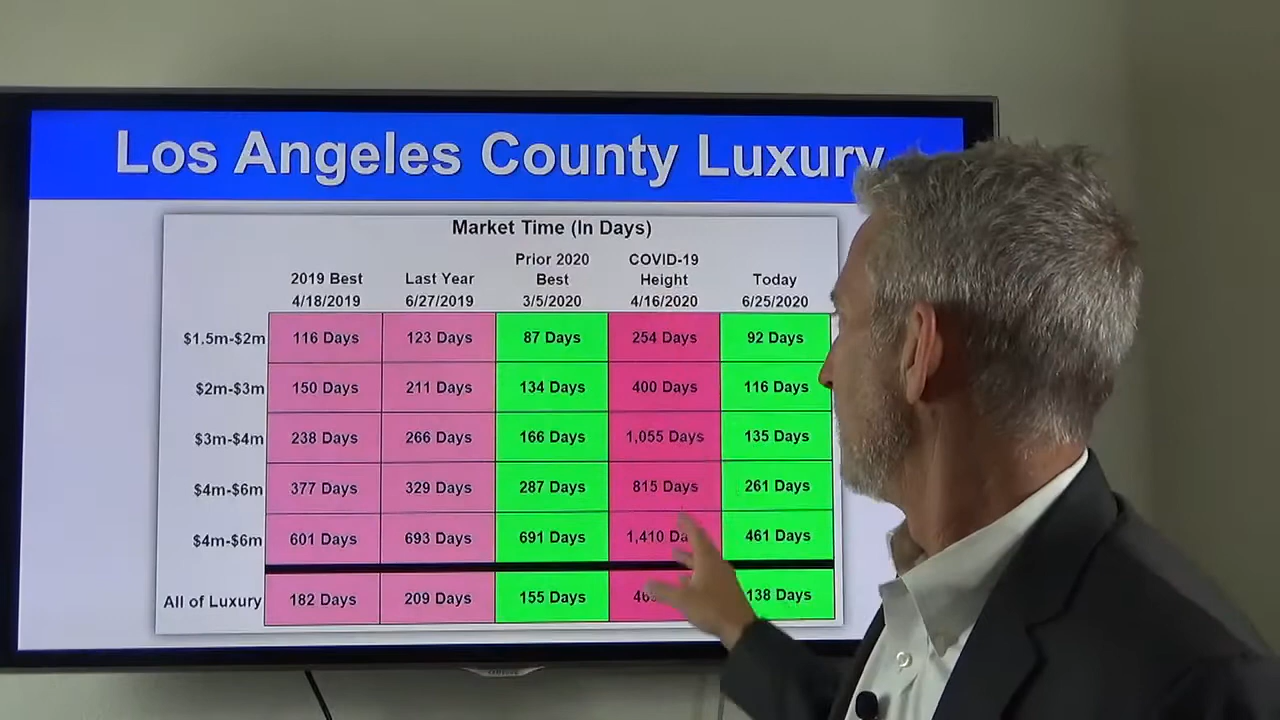 Los Angeles County Luxury
Market Time (In Days)
2019 Best 4/18/2019
Last Year 6/27/2019
Prior 2020 Best 3/5/2020
COVID-19 Height 4/16/2020
Today 6/25/2020
$1.5m-$2m 116 Days 123 Days 87 Days 254 Days 92 Days
$2m-$3m 150 Days 211 Days 134 Days 400 Days 116 Days
$3m-$4m 238 Days 266 Days 166 Days 1,055 Days 135 Days
$4m-$6m 377 Days 329 Days 287 Days 815 Days 261 Days
$4m-$6m 601 Days 693 Days 691 Days 1,410 461 Days
All of Luxury 182 Days 209 Days 155 Days 138 Days
SAMSUNG